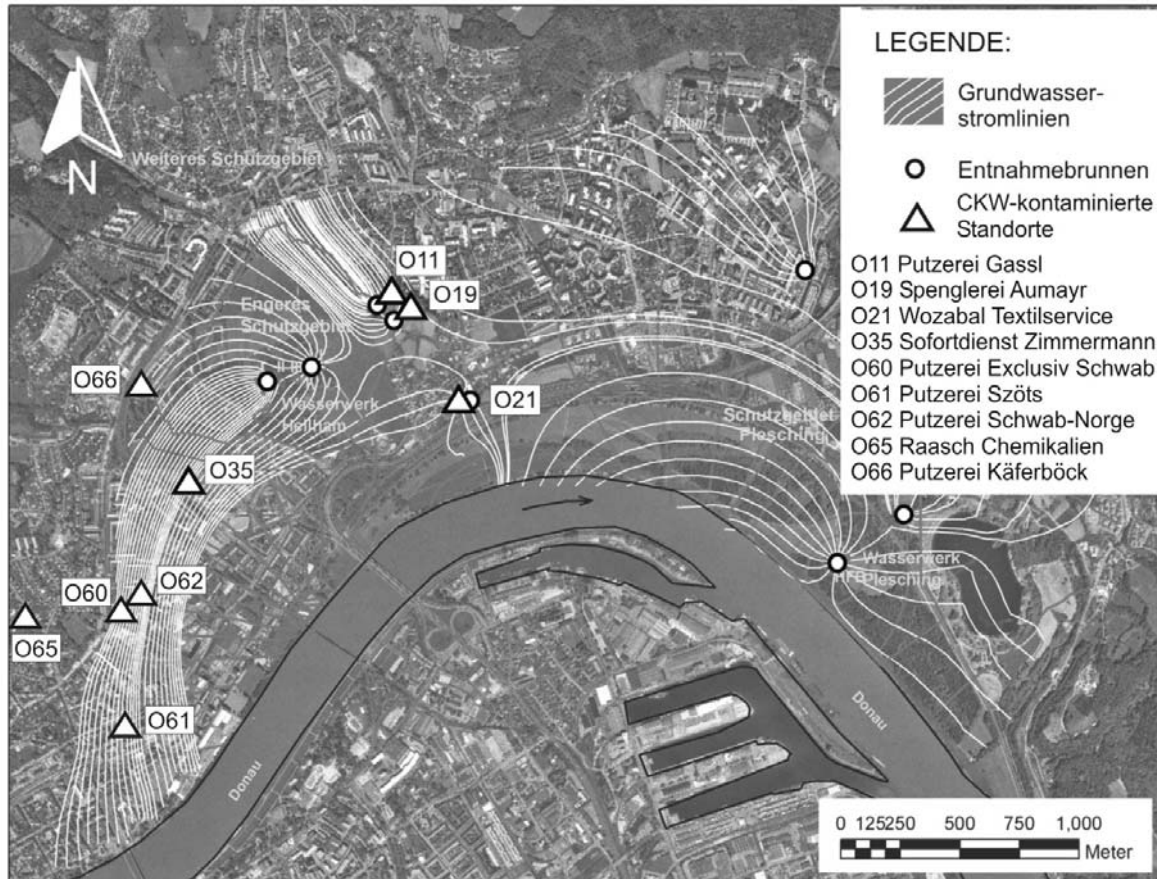 LEGENDE:
Grundwasser-
stromlinien
Entnahmebrunnen
CKW-kontaminierte
Standorte
O11 Putzerei Gassl
O19 Spenglerei Aumayr
O21 Wozabal Textilservice
O35 Sofortdienst Zimmermann
O60 Putzerei Exclusiv Schwab
O61 Putzerei Szöts
O62 Putzerei Schwab-Norge
O65 Raasch Chemikalien
O66 Putzerei Käferböck
N
Weiteres Schutzgebiet
O11
O19
Engeres
Schutzgebiet
O66
Wasserwerk
Heilham
O21
Schutzgebiet
Plesching
O35
Wasserwerk
Plesching
HFB
O60
O62
O65
O61
Donau
Donau
0 125 250 500 750 1,000
Meter